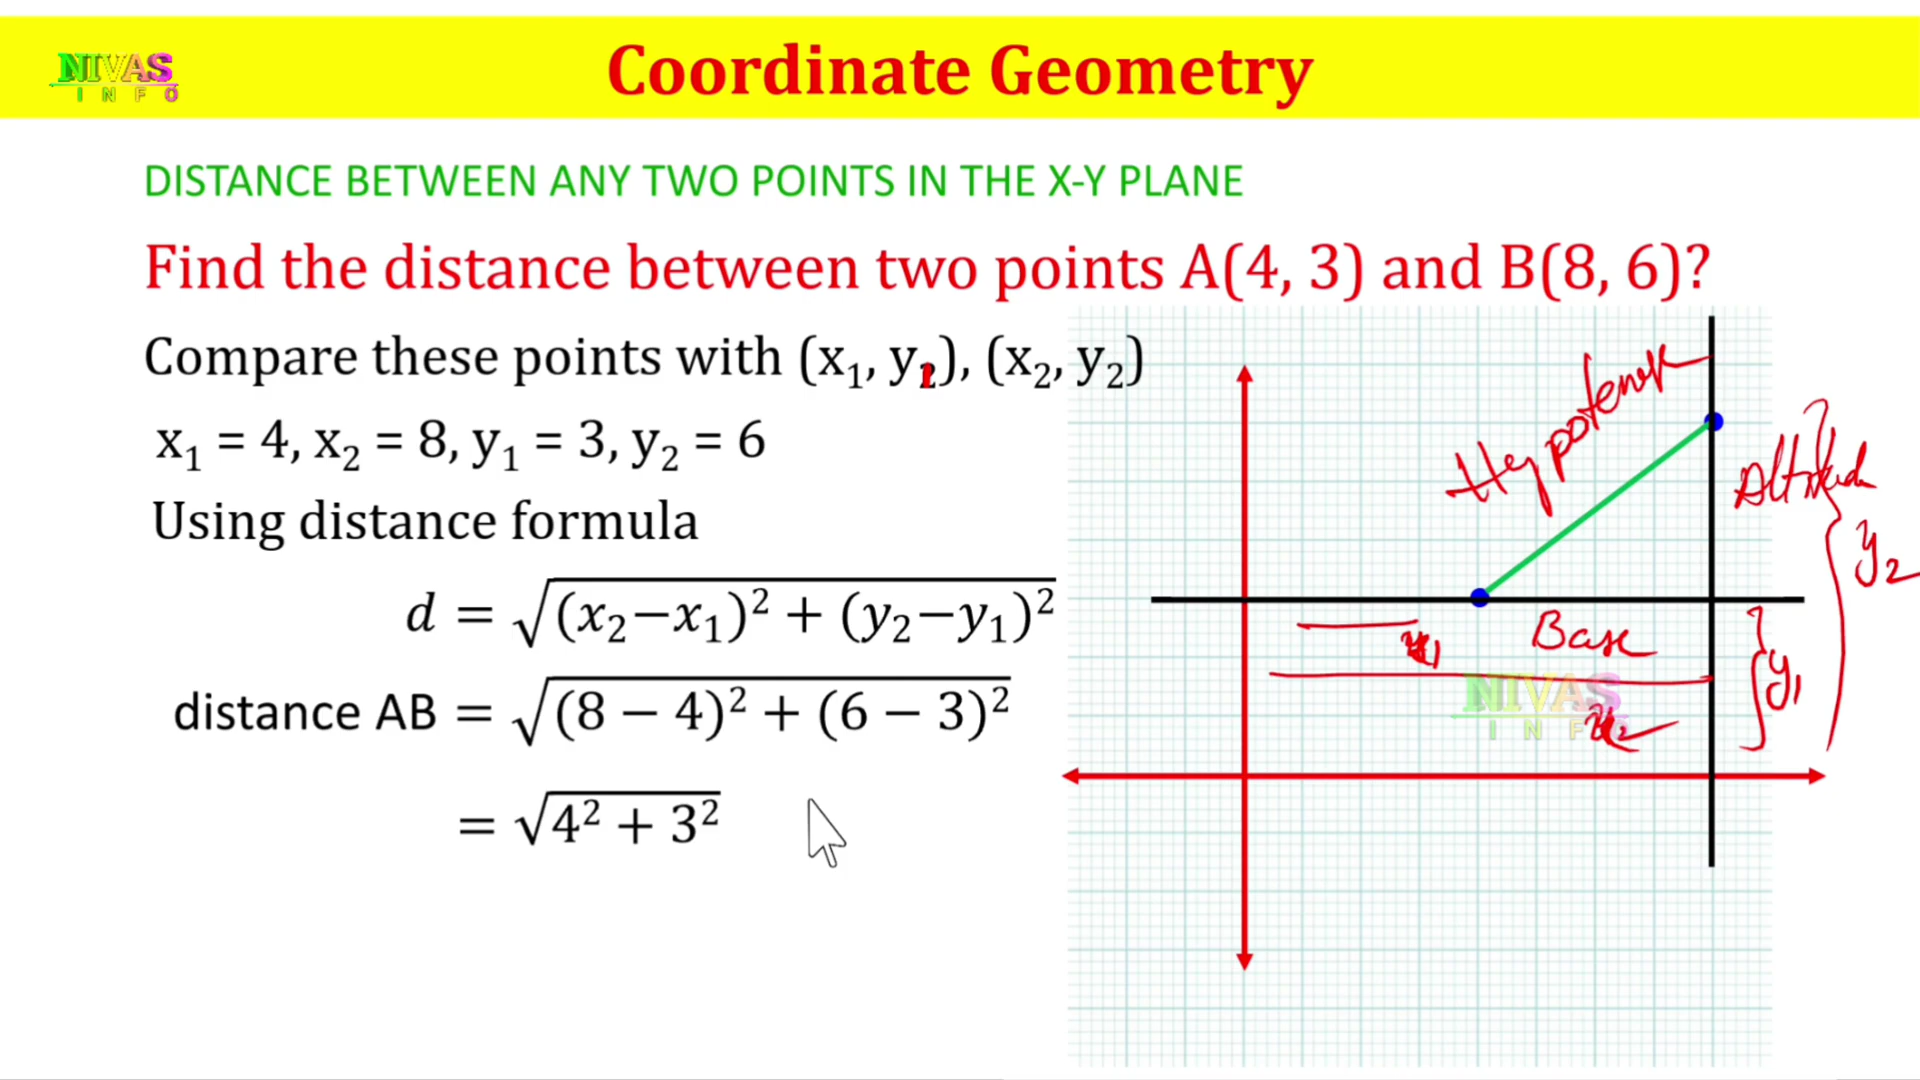 NIVAS
INFO
Coordinate Geometry
DISTANCE BETWEEN ANY TWO POINTS IN THE X-Y PLANE
Find the distance between two points A(4, 3) and B(8, 6)?
Compare these points with (x₁, y₁), (x₂, y₂)
x₁ = 4, x₂ = 8, y₁ = 3, y₂ = 6
Using distance formula
d = √((x₂−x₁)² + (y₂−y₁)²)
distance AB = √((8 − 4)² + (6 − 3)²)
= √(4² + 3²)
y₂
x₁
Base
y₁
NIVAS
INFO
x₂